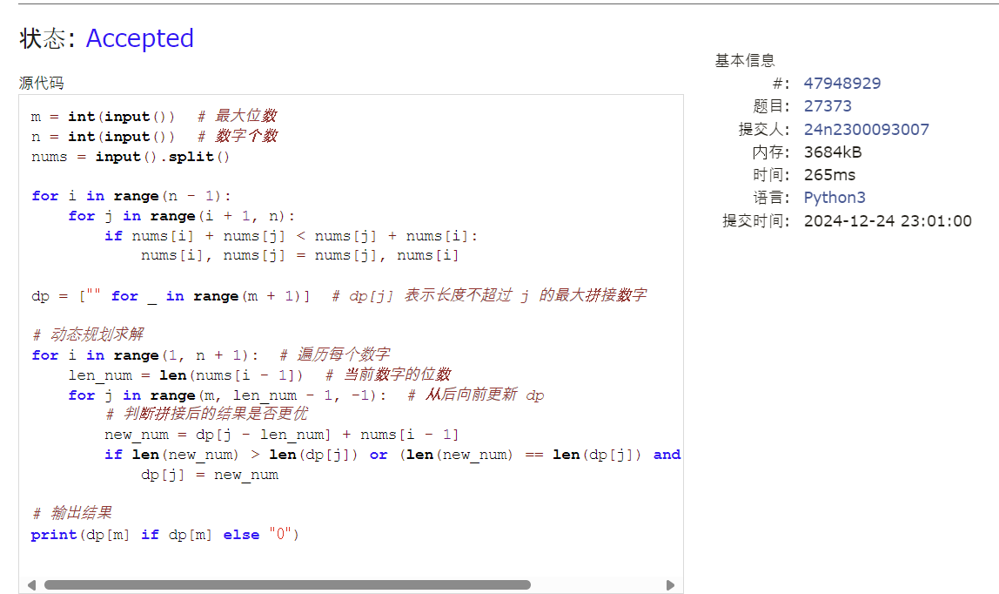 状态: Accepted
源代码
m = int(input())  # 最大位数
n = int(input())  # 数字个数
nums = input().split()

for i in range(n - 1):
    for j in range(i + 1, n):
        if nums[i] + nums[j] < nums[j] + nums[i]:
            nums[i], nums[j] = nums[j], nums[i]

dp = ["" for _ in range(m + 1)]  # dp[j] 表示长度不超过 j 的最大拼接数字

# 动态规划求解
for i in range(1, n + 1):  # 遍历每个数字
    len_num = len(nums[i - 1])  # 当前数字的位数
    for j in range(m, len_num - 1, -1):  # 从后向前更新 dp
        # 判断拼接后的结果是否更优
        new_num = dp[j - len_num] + nums[i - 1]
        if len(new_num) > len(dp[j]) or (len(new_num) == len(dp[j]) and
            dp[j] = new_num

# 输出结果
print(dp[m] if dp[m] else "0")
基本信息
#: 47948929
题目: 27373
提交人: 24n2300093007
内存: 3684kB
时间: 265ms
语言: Python3
提交时间: 2024-12-24 23:01:00